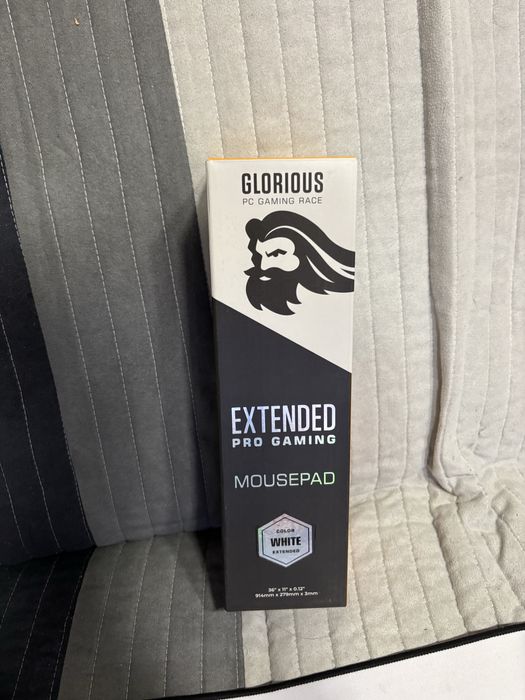 GLORIOUS
PC GAMING RACE
EXTENDED
PRO GAMING
MOUSEPAD
COLOR
WHITE
EXTENDED
36" x 11" x 0.12"
914mm x 279mm x 3mm